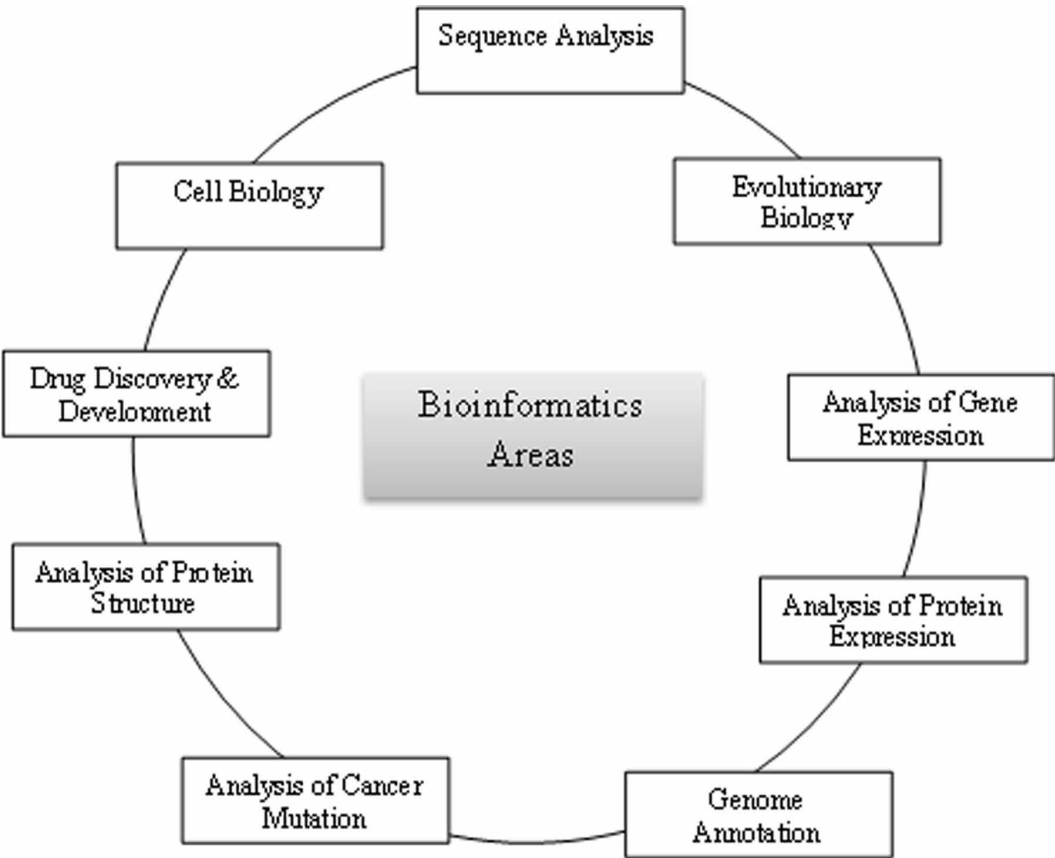 Sequence Analysis
Evolutionary
Biology
Analysis of Gene
Expression
Analysis of Protein
Expression
Genome
Annotation
Analysis of Cancer
Mutation
Analysis of Protein
Structure
Drug Discovery &
Development
Cell Biology
Bioinformatics
Areas